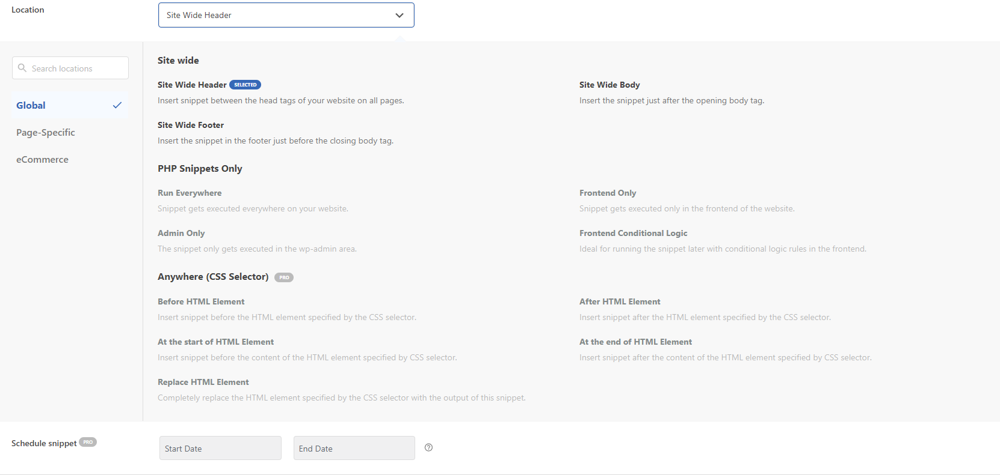 Location
Site Wide Header
Search locations
Global
Page-Specific
eCommerce
Site wide
Site Wide Header SELECTED
Insert snippet between the head tags of your website on all pages.
Site Wide Body
Insert the snippet just after the opening body tag.
Site Wide Footer
Insert the snippet in the footer just before the closing body tag.
PHP Snippets Only
Run Everywhere
Snippet gets executed everywhere on your website.
Frontend Only
Snippet gets executed only in the frontend of the website.
Admin Only
The snippet only gets executed in the wp-admin area.
Frontend Conditional Logic
Ideal for running the snippet later with conditional logic rules in the frontend.
Anywhere (CSS Selector) PRO
Before HTML Element
Insert snippet before the HTML element specified by the CSS selector.
After HTML Element
Insert snippet after the HTML element specified by the CSS selector.
At the start of HTML Element
Insert snippet before the content of the HTML element specified by CSS selector.
At the end of HTML Element
Insert snippet after the content of the HTML element specified by CSS selector.
Replace HTML Element
Completely replace the HTML element specified by the CSS selector with the output of this snippet.
Schedule snippet PRO
Start Date
End Date
?